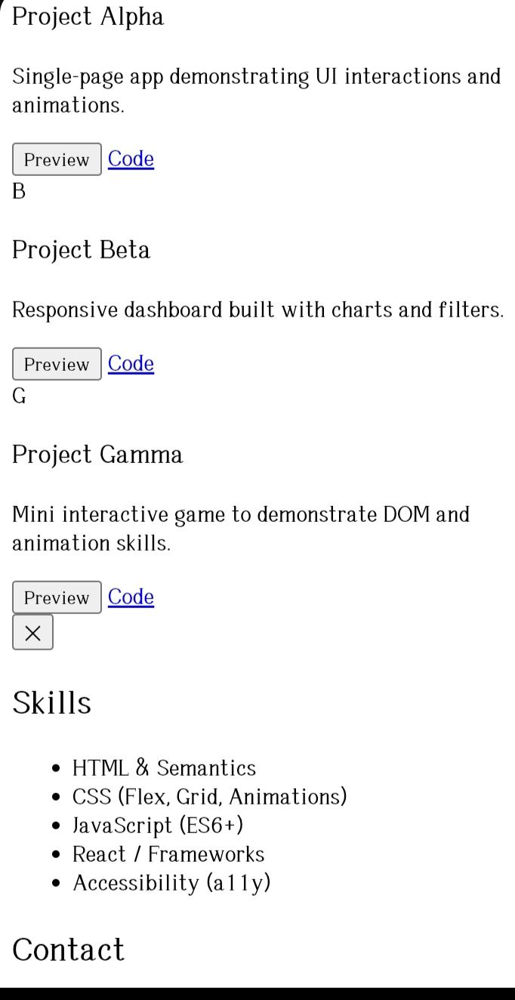 Project Alpha
Single-page app demonstrating UI interactions and
animations.
Preview Code
B
Project Beta
Responsive dashboard built with charts and filters.
Preview Code
G
Project Gamma
Mini interactive game to demonstrate DOM and
animation skills.
Preview Code
✕
Skills
• HTML & Semantics
• CSS (Flex, Grid, Animations)
• JavaScript (ES6+)
• React / Frameworks
• Accessibility (a11y)
Contact